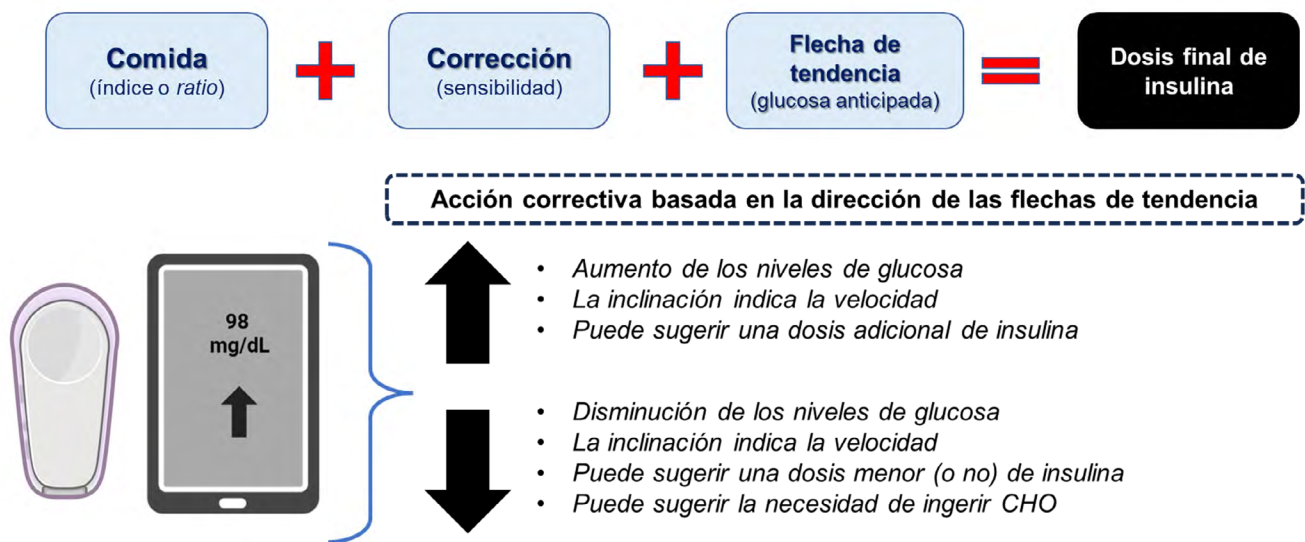 Comida
(índice o ratio)
Corrección
(sensibilidad)
Flecha de
tendencia
(glucosa anticipada)
Dosis final de
insulina
Acción correctiva basada en la dirección de las flechas de tendencia
98
mg/dL
• Aumento de los niveles de glucosa
• La inclinación indica la velocidad
• Puede sugerir una dosis adicional de insulina
• Disminución de los niveles de glucosa
• La inclinación indica la velocidad
• Puede sugerir una dosis menor (o no) de insulina
• Puede sugerir la necesidad de ingerir CHO